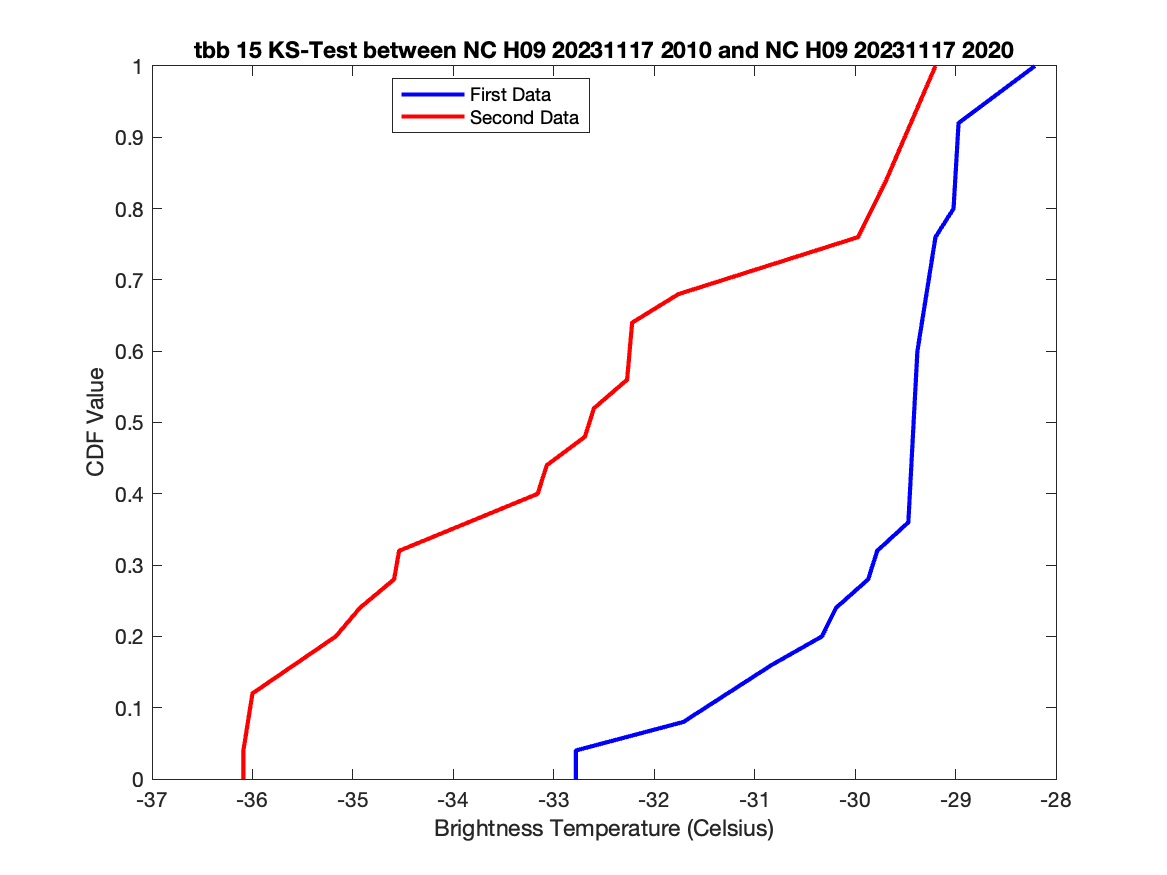 tbb 15 KS-Test between NC H09 20231117 2010 and NC H09 20231117 2020
First Data
Second Data
1
0.9
0.8
0.7
0.6
0.5
0.4
0.3
0.2
0.1
0
CDF Value
-37 -36 -35 -34 -33 -32 -31 -30 -29 -28
Brightness Temperature (Celsius)